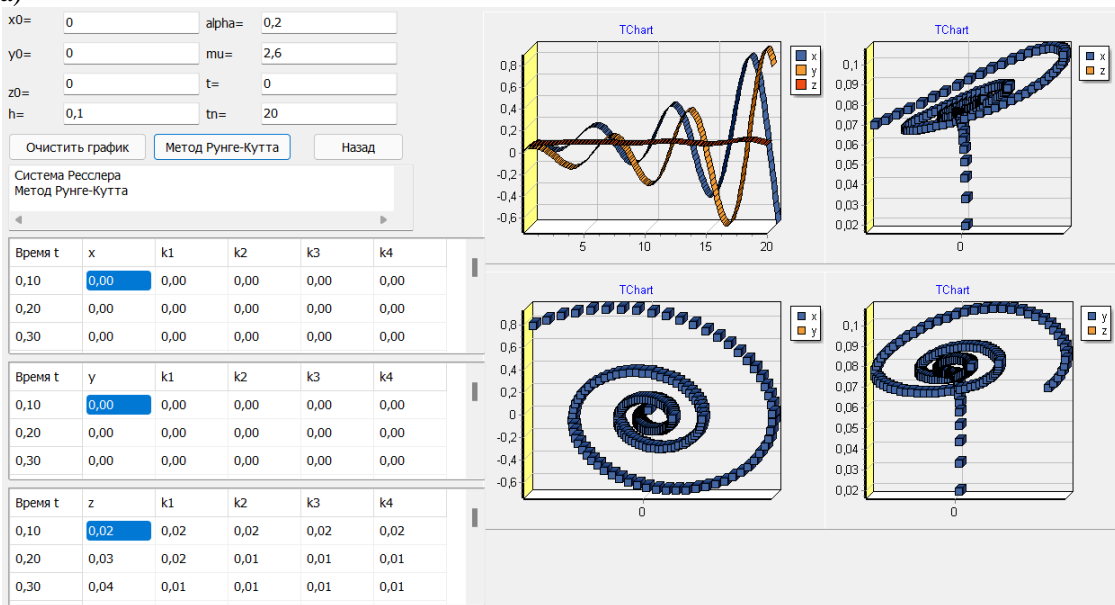 а)
x0= 0 alpha= 0,2
y0= 0 mu= 2,6
z0= 0 t= 0
h= 0,1 tn= 20
Очистить график Метод Рунге-Кутта Назад
Система Ресслера
Метод Рунге-Кутта
Время t x k1 k2 k3 k4
0,10 0,00 0,00 0,00 0,00 0,00
0,20 0,00 0,00 0,00 0,00 0,00
0,30 0,00 0,00 0,00 0,00 0,00
Время t y k1 k2 k3 k4
0,10 0,00 0,00 0,00 0,00 0,00
0,20 0,00 0,00 0,00 0,00 0,00
0,30 0,00 0,00 0,00 0,00 0,00
Время t z k1 k2 k3 k4
0,10 0,02 0,02 0,02 0,02 0,02
0,20 0,03 0,02 0,01 0,01 0,01
0,30 0,04 0,01 0,01 0,01 0,01
TChart
0,8
0,6
0,4
0,2
0
-0,2
-0,4
-0,6
5 10 15 20
x
y
z
TChart
0,1
0,09
0,08
0,07
0,06
0,05
0,04
0,03
0,02
0
x
z
TChart
0,8
0,6
0,4
0,2
0
-0,2
-0,4
-0,6
0
x
y
TChart
0,1
0,09
0,08
0,07
0,06
0,05
0,04
0,03
0,02
0
y
z